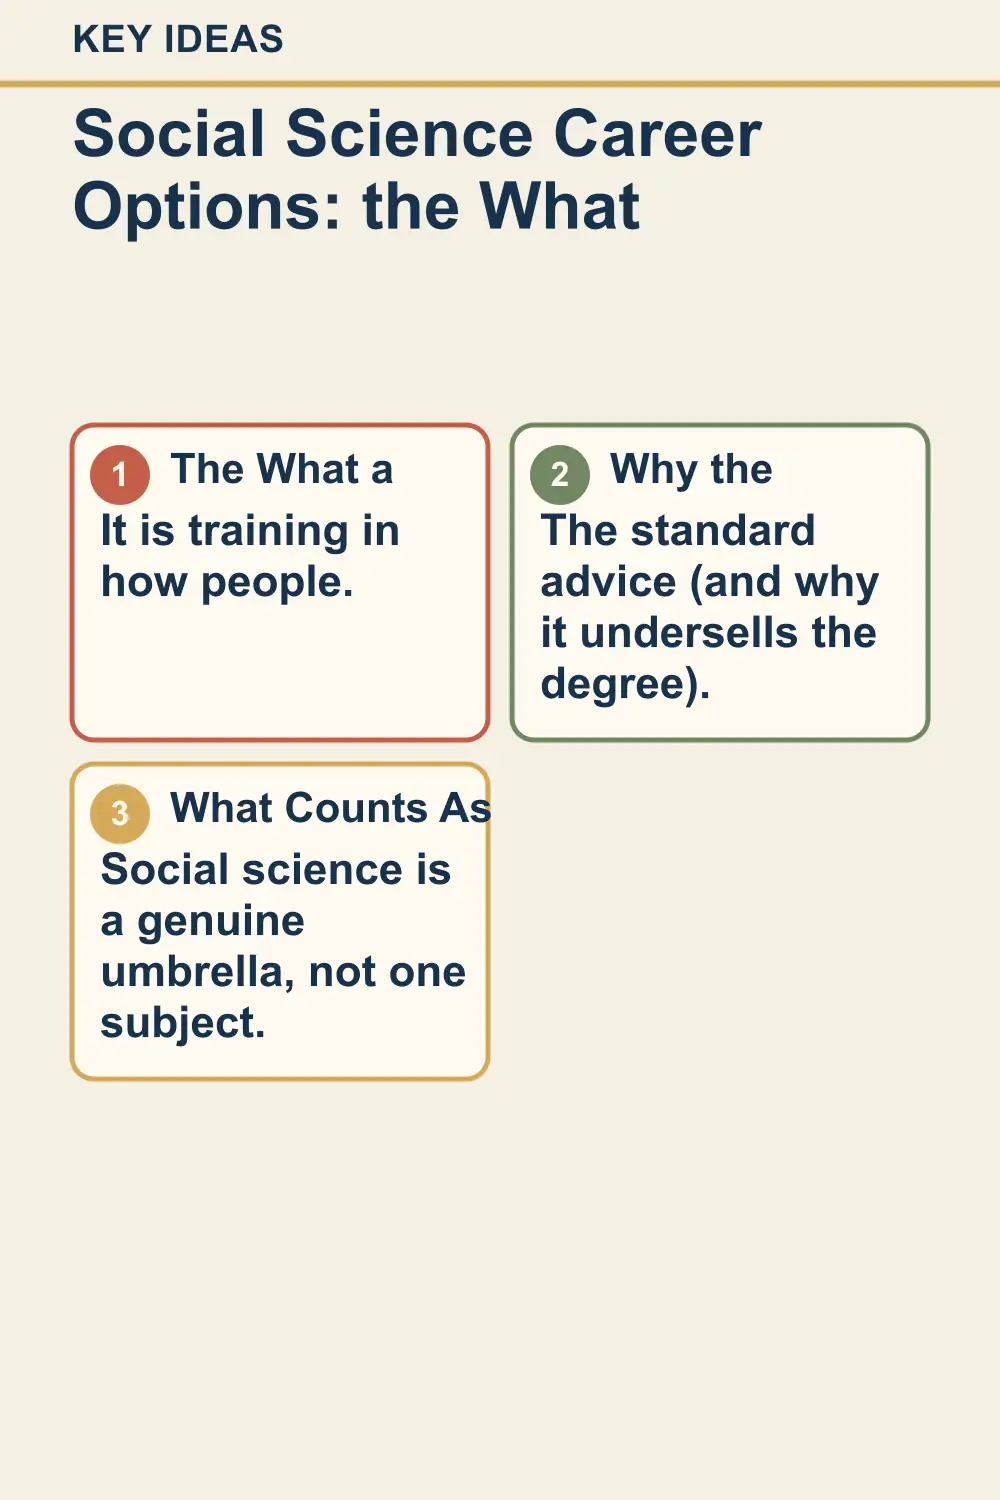 KEY IDEAS
Social Science Career
Options: the What
1 The What a
It is training in
how people.
2 Why the
The standard
advice (and why
it undersells the
degree).
3 What Counts As
Social science is
a genuine
umbrella, not one
subject.